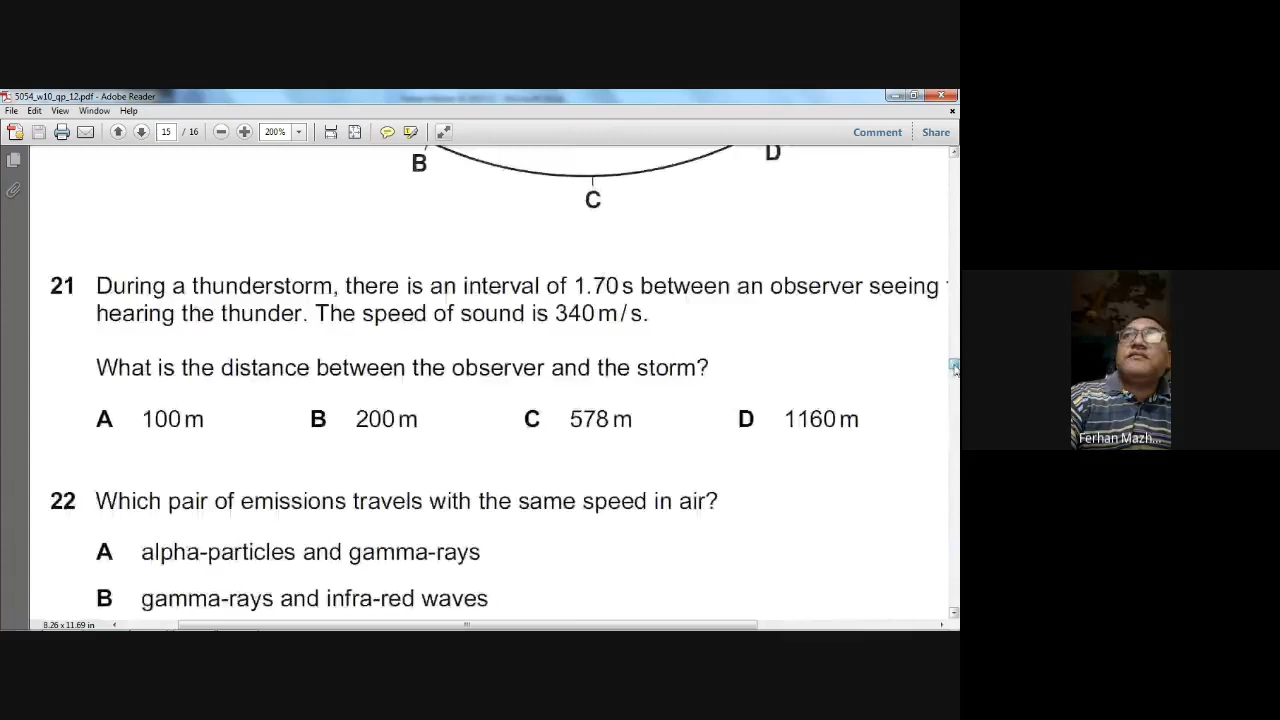 5054_w10_qp_12.pdf - Adobe Reader
File Edit View Window Help
15 / 16 200% Comment Share
B D
C
21 During a thunderstorm, there is an interval of 1.70 s between an observer seeing
hearing the thunder. The speed of sound is 340 m / s.
What is the distance between the observer and the storm?
A 100 m B 200 m C 578 m D 1160 m
22 Which pair of emissions travels with the same speed in air?
A alpha-particles and gamma-rays
B gamma-rays and infra-red waves
8.26 x 11.69 in
Ferhan Mazh...